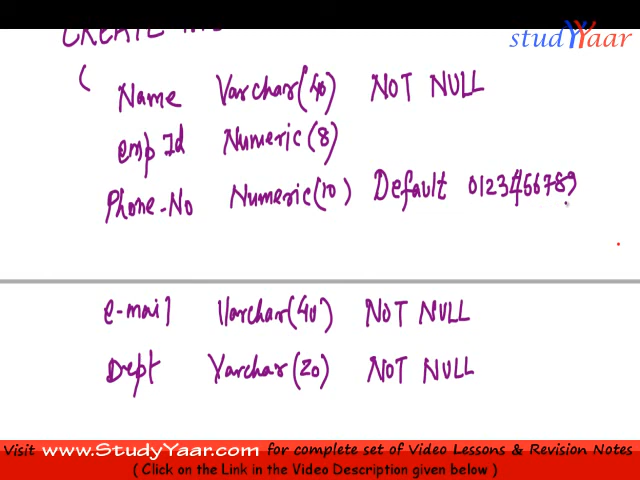 CREATE
studYYaar
(
Name Varchar(40) NOT NULL
emp Id Numeric(8)
Phone-No Numeric(10) Default 0123456789
e-mail Varchar(40) NOT NULL
Dept Varchar(20) NOT NULL
Visit www.StudyYaar.com for complete set of Video Lessons & Revision Notes
( Click on the Link in the Video Description given below )